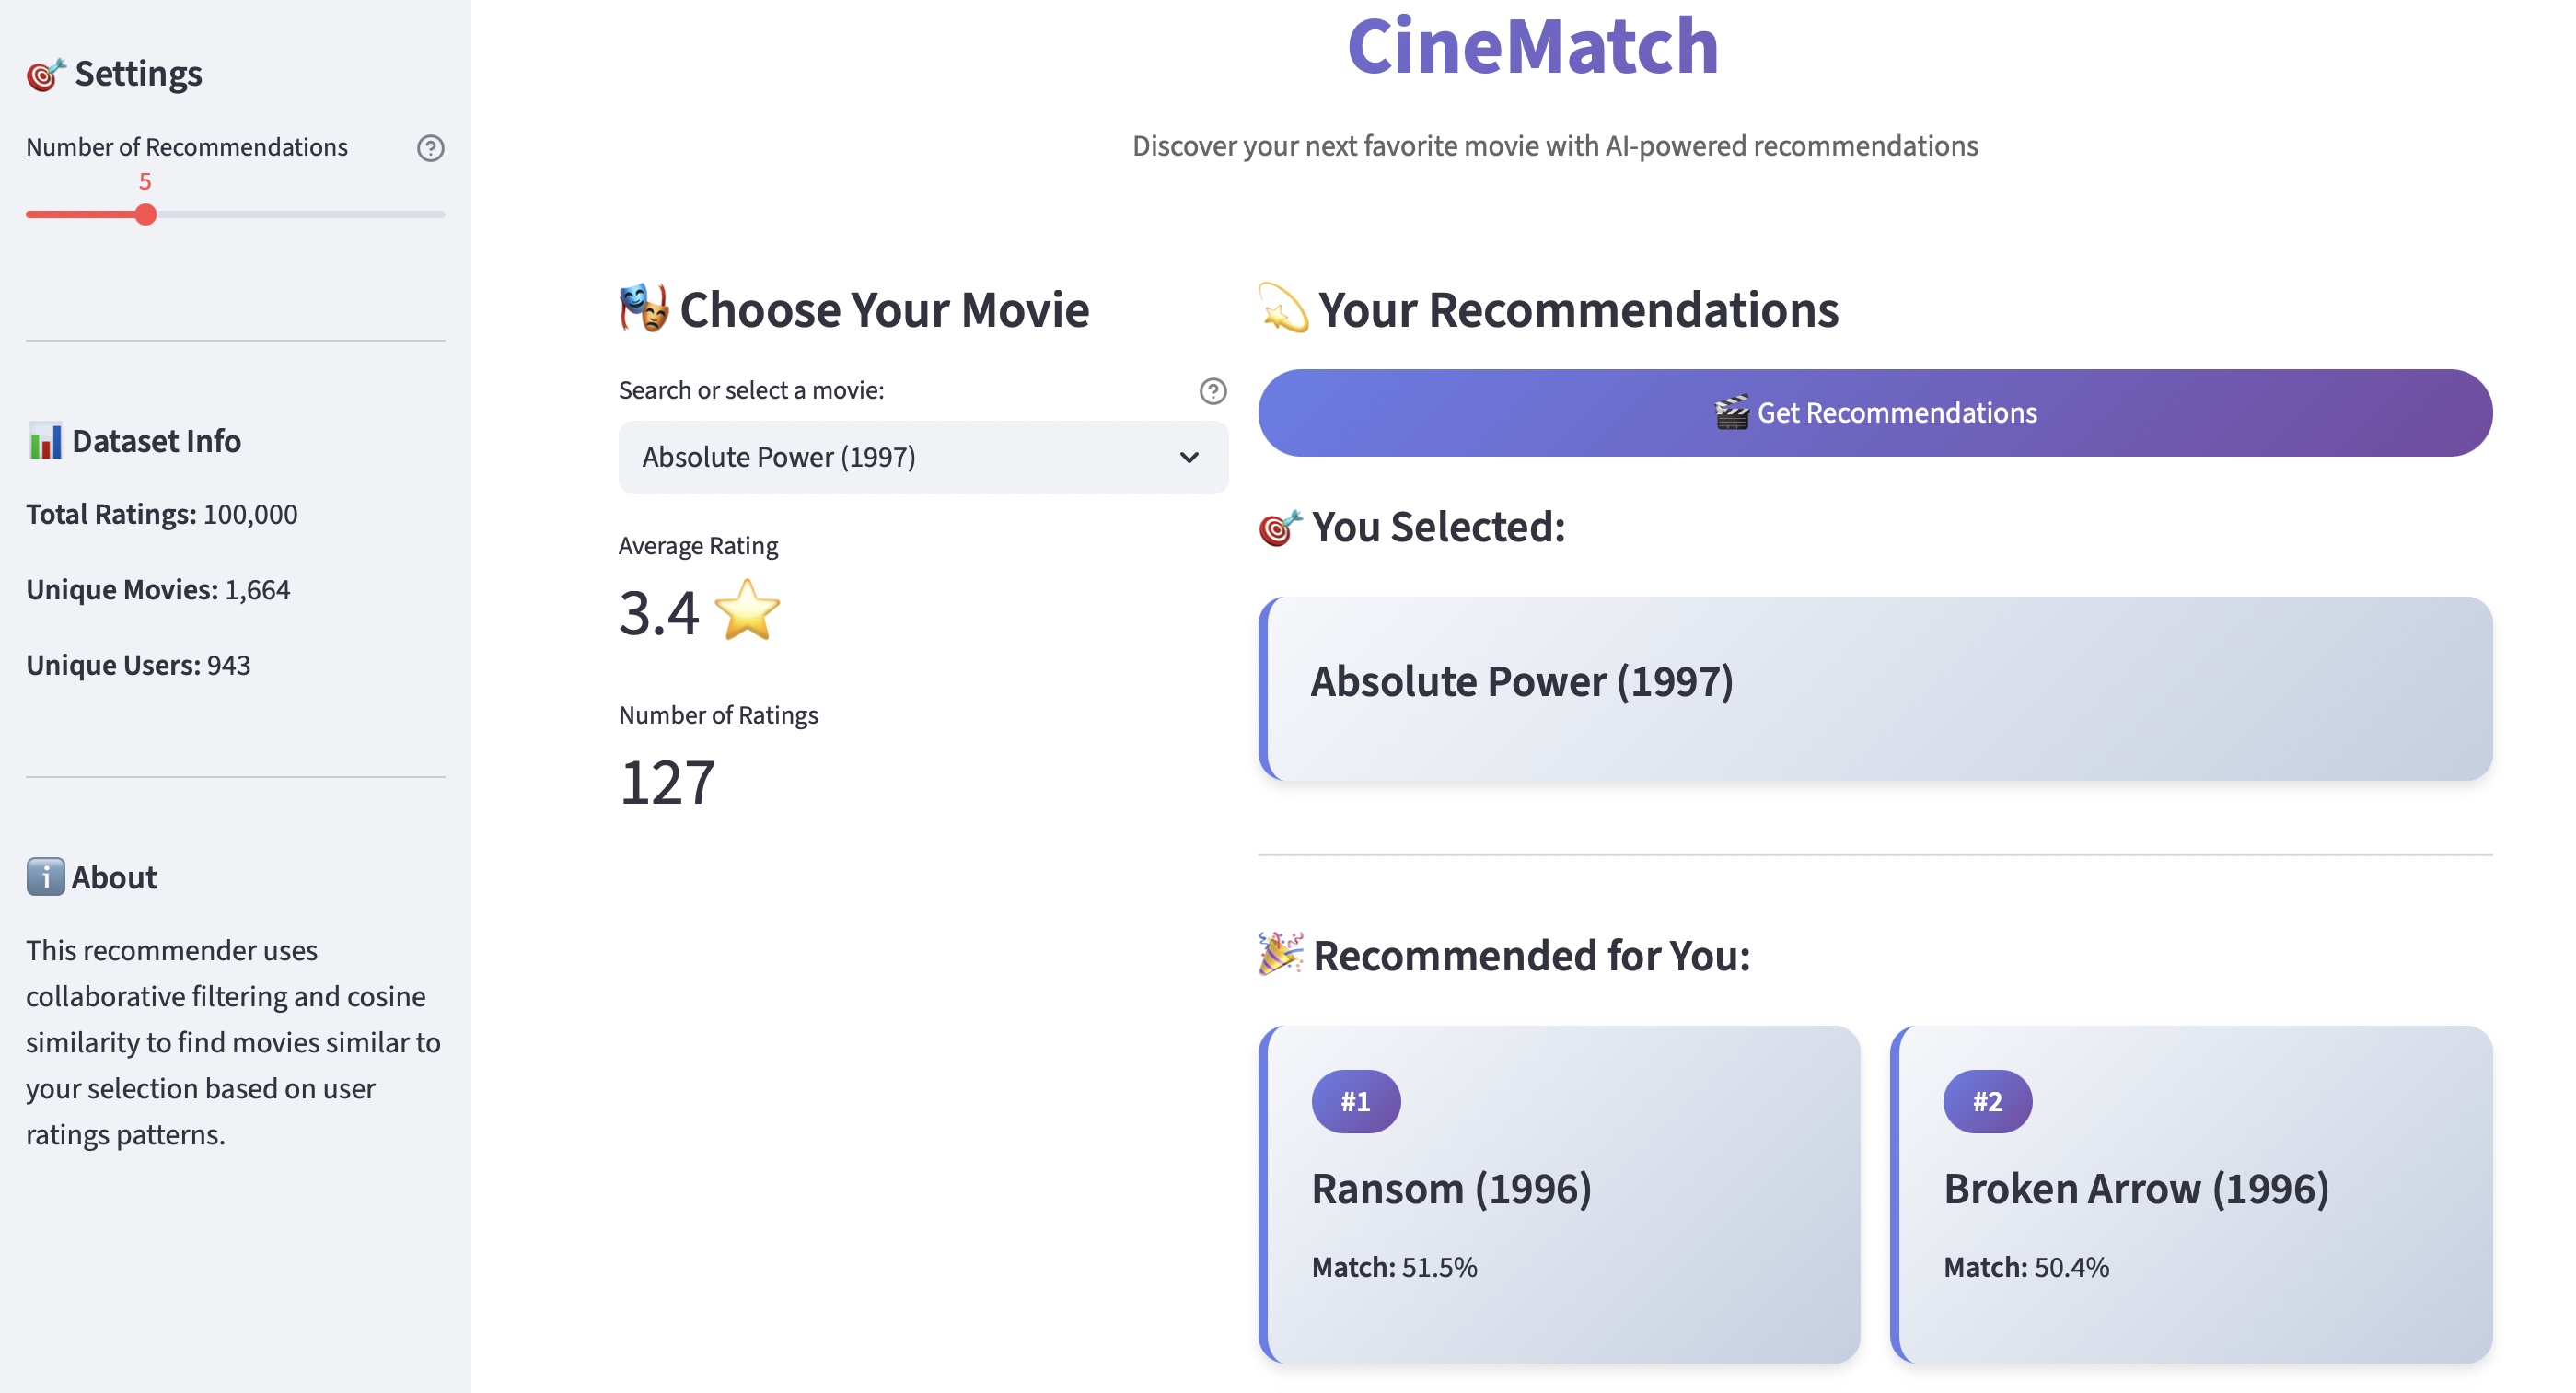 🎯 Settings
Number of Recommendations
5
📊 Dataset Info
Total Ratings: 100,000
Unique Movies: 1,664
Unique Users: 943
ℹ️ About
This recommender uses
collaborative filtering and cosine
similarity to find movies similar to
your selection based on user
ratings patterns.
CineMatch
Discover your next favorite movie with AI-powered recommendations
🎭 Choose Your Movie
Search or select a movie:
Absolute Power (1997)
Average Rating
3.4 ⭐
Number of Ratings
127
💫 Your Recommendations
🎬 Get Recommendations
🎯 You Selected:
Absolute Power (1997)
🎉 Recommended for You:
#1
Ransom (1996)
Match: 51.5%
#2
Broken Arrow (1996)
Match: 50.4%